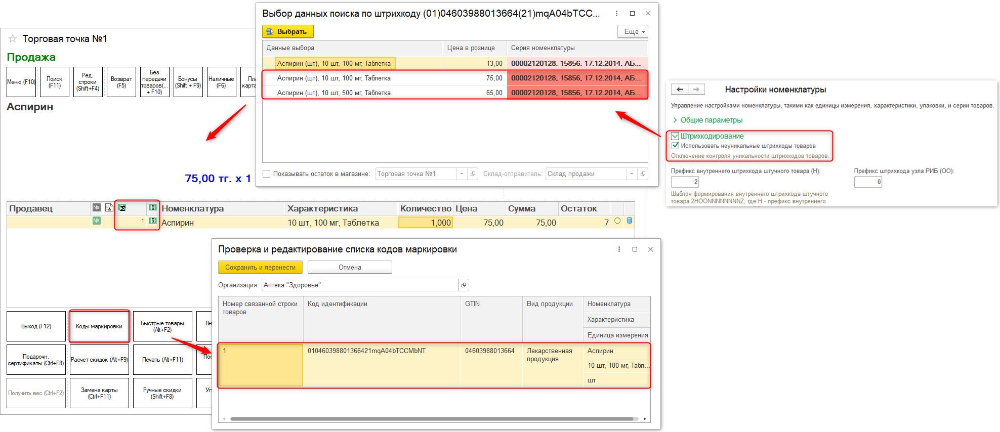 Торговая точка №1
Продажа
Меню (F10)
Поиск
(F11)
Ред.
строки
(Shift+F4)
Возврат
(F5)
Без
передачи
товаров(...
+ F10)
Бонусы
(Shift + F9)
Наличные
(F6)
Аспирин
75,00 тг. х 1
Выбор данных поиска по штрихкоду (01)04603988013664(21)mqA04bTCC...
Выбрать
Еще
Данные выбора
Цена в рознице
Серия номенклатуры
Аспирин (шт), 10 шт, 100 мг, Таблетка
13,00
00002120128, 15856, 17.12.2014, АБ...
Аспирин (шт), 10 шт, 100 мг, Таблетка
75,00
00002120128, 15856, 17.12.2014, АБ...
Аспирин (шт), 10 шт, 500 мг, Таблетка
65,00
00002120128, 15856, 17.12.2014, АБ...
Показывать остаток в магазине:
Торговая точка №1
Склад-отправитель:
Склад продажи
Настройки номенклатуры
Управление настройками номенклатуры, такими как единицы измерения, характеристики, упаковки, и серии товаров.
Общие параметры
Штрихкодирование
Использовать неуникальные штрихкоды товаров
Отключение контроля уникальности штрихкодов товаров.
Префикс внутреннего штрихкода штучного товара (Н):
2
Префикс штрихкода узла РИБ (ОО):
0
Шаблон формирования внутреннего штрихкода штучного
товара 2HOONNNNNNNZ; где Н - префикс внутреннего
Продавец
№
Номенклатура
Характеристика
Количество
Цена
Сумма
Остаток
№
1
Аспирин
10 шт, 100 мг, Таблетка
1,000
75,00
75,00
7
Выход (F12)
Коды маркировки
Быстрые товары
(Alt+F2)
Подарочн.
сертификаты (Ctrl+F8)
Расчет скидок (Alt+F9)
Печать (Alt+F11)
Получить вес (Ctrl+F2)
Замена карты
(Ctrl+F11)
Ручные скидки
(Shift+F8)
Проверка и редактирование списка кодов маркировки
Сохранить и перенести
Отмена
Организация:
Аптека "Здоровье"
Номер связанной строки
товаров
Код идентификации
GTIN
Вид продукции
Номенклатура
Характеристика
Единица измерения
1
010460398801366421mqA04bTCCMbNT
04603988013664
Лекарственная
продукция
Аспирин
10 шт, 100 мг, Табл...
шт